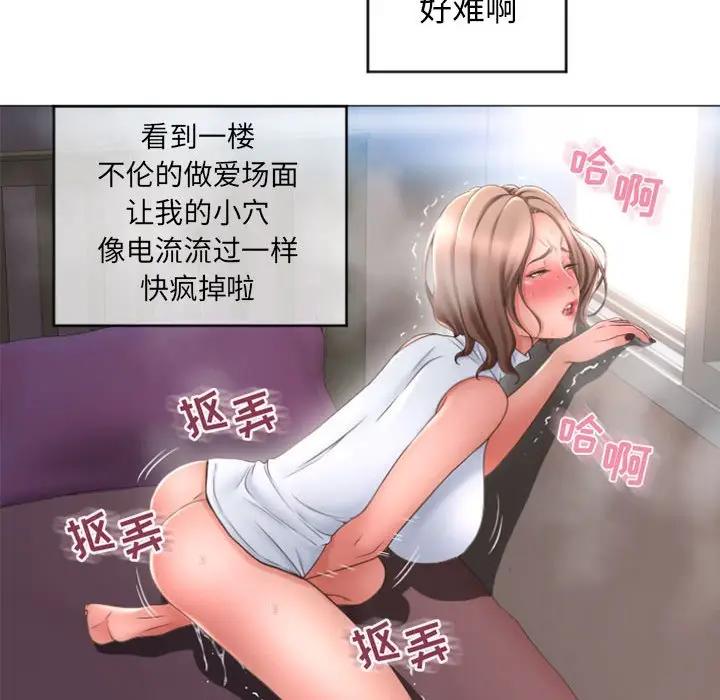 好难啊
看到一楼
不伦的做爱场面
让我的小穴
像电流流过一样
快疯掉啦
哈啊
抠弄
哈啊
抠弄
抠弄